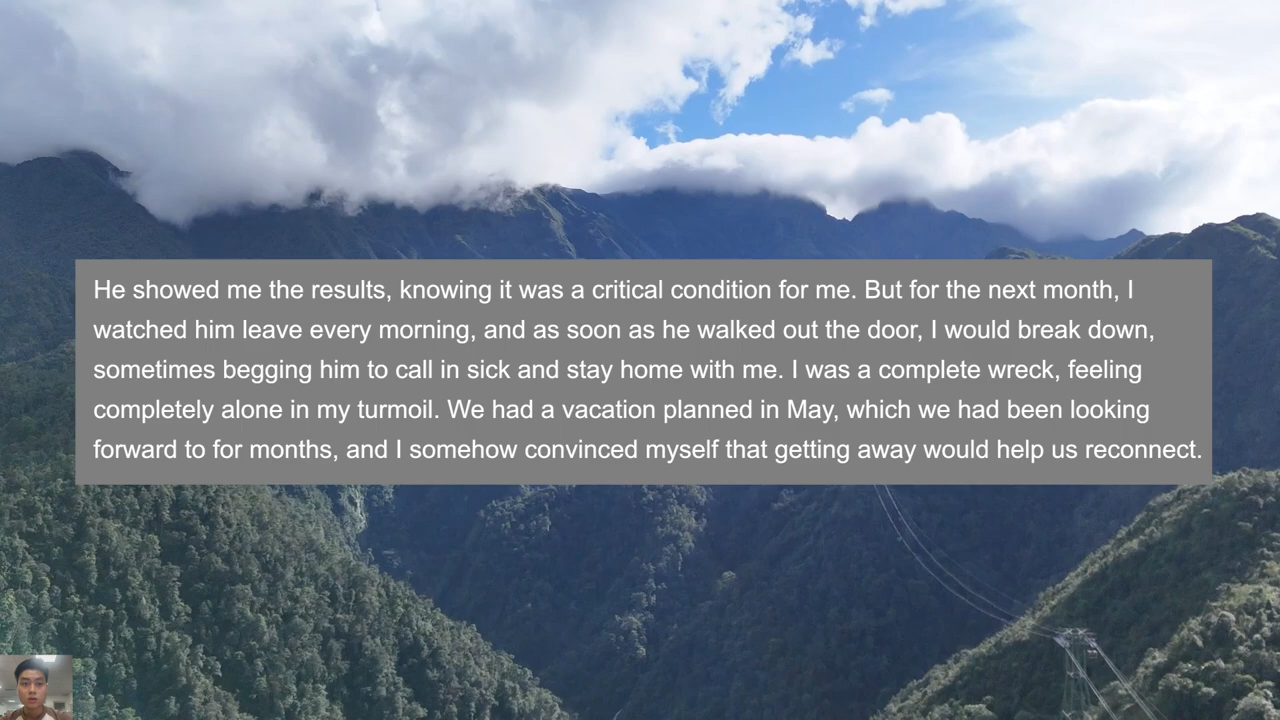 He showed me the results, knowing it was a critical condition for me. But for the next month, I
watched him leave every morning, and as soon as he walked out the door, I would break down,
sometimes begging him to call in sick and stay home with me. I was a complete wreck, feeling
completely alone in my turmoil. We had a vacation planned in May, which we had been looking
forward to for months, and I somehow convinced myself that getting away would help us reconnect.